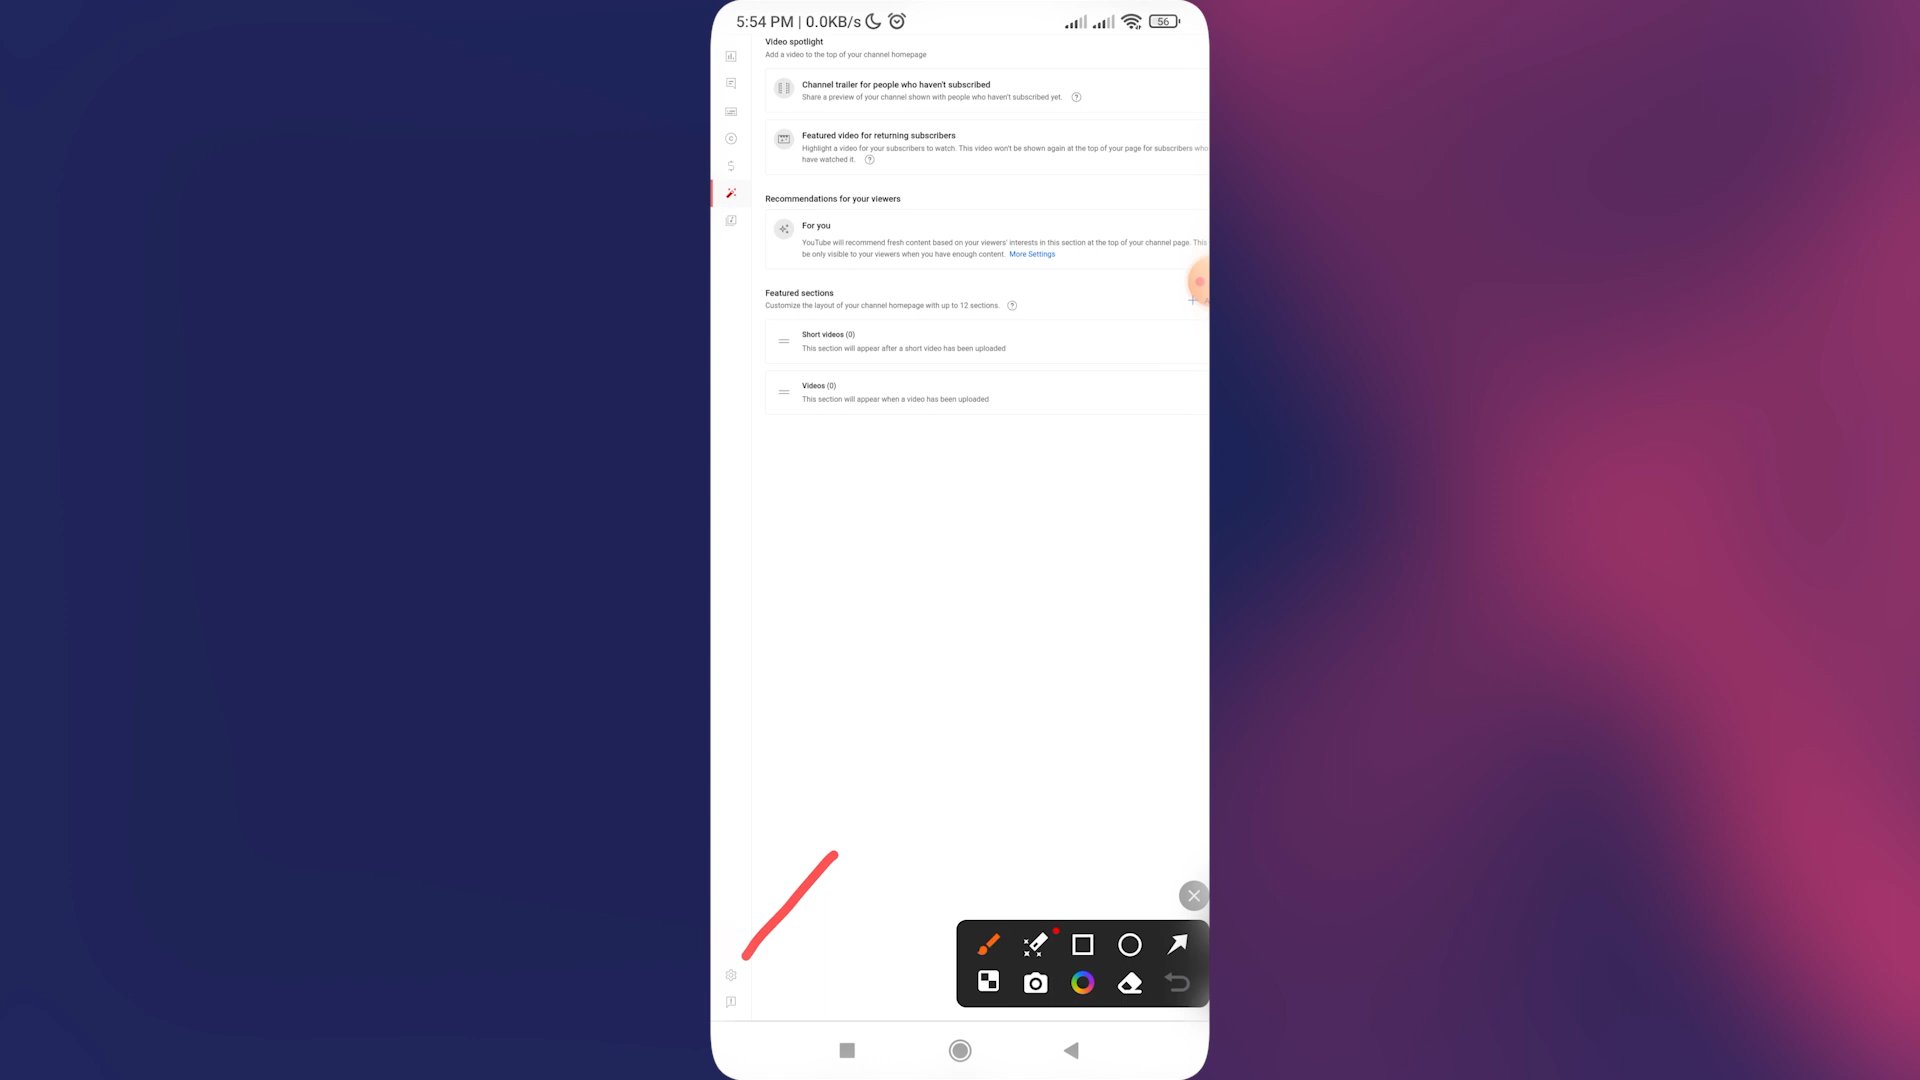 5:54 PM | 0.0KB/s
56
Video spotlight
Add a video to the top of your channel homepage
Channel trailer for people who haven't subscribed
Share a preview of your channel shown with people who haven't subscribed yet.
Featured video for returning subscribers
Highlight a video for your subscribers to watch. This video won't be shown again at the top of your page for subscribers who
have watched it.
Recommendations for your viewers
For you
YouTube will recommend fresh content based on your viewers' interests in this section at the top of your channel page. This
be only visible to your viewers when you have enough content. More Settings
Featured sections
Customize the layout of your channel homepage with up to 12 sections.
Short videos (0)
This section will appear after a short video has been uploaded
Videos (0)
This section will appear when a video has been uploaded